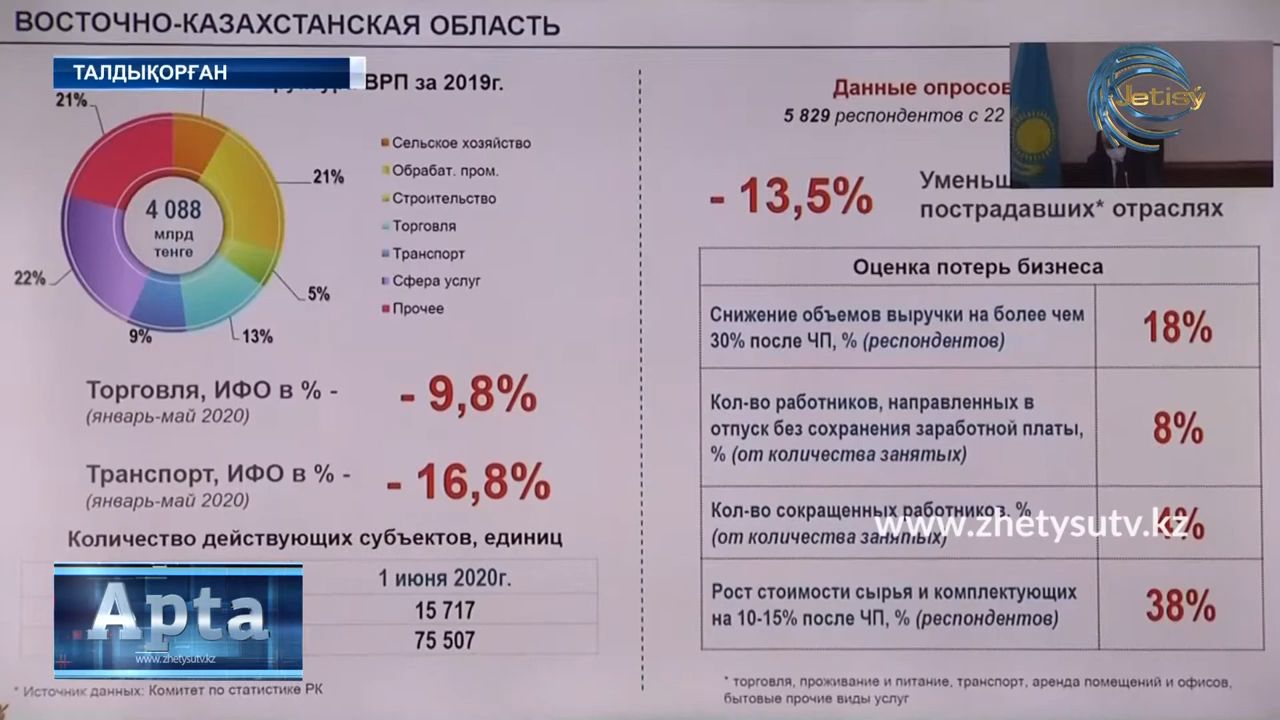 ВОСТОЧНО-КАЗАХСТАНСКАЯ ОБЛАСТЬ
ТАЛДЫҚОРҒАН
ВРП за 2019г.
21%
21%
5%
13%
9%
22%
4 088
млрд
тенге
Сельское хозяйство
Обрабат. пром.
Строительство
Торговля
Транспорт
Сфера услуг
Прочее
Торговля, ИФО в % -
(январь-май 2020)
- 9,8%
Транспорт, ИФО в % -
(январь-май 2020)
- 16,8%
Количество действующих субъектов, единиц
1 июня 2020г.
15 717
75 507
Арта
www.zhetysutv.kz
* Источник данных: Комитет по статистике РК
Jetisý
Данные опросов
5 829 респондентов с 22
- 13,5%
пострадавших* отраслях
Оценка потерь бизнеса
Снижение объемов выручки на более чем
30% после ЧП, % (респондентов)
18%
Кол-во работников, направленных в
отпуск без сохранения заработной платы,
% (от количества занятых)
8%
Кол-во сокращенных работников, %
(от количества занятых)
4%
www.zhetysutv.kz
Рост стоимости сырья и комплектующих
на 10-15% после ЧП, % (респондентов)
38%
* торговля, проживание и питание, транспорт, аренда помещений и офисов,
бытовые прочие виды услуг